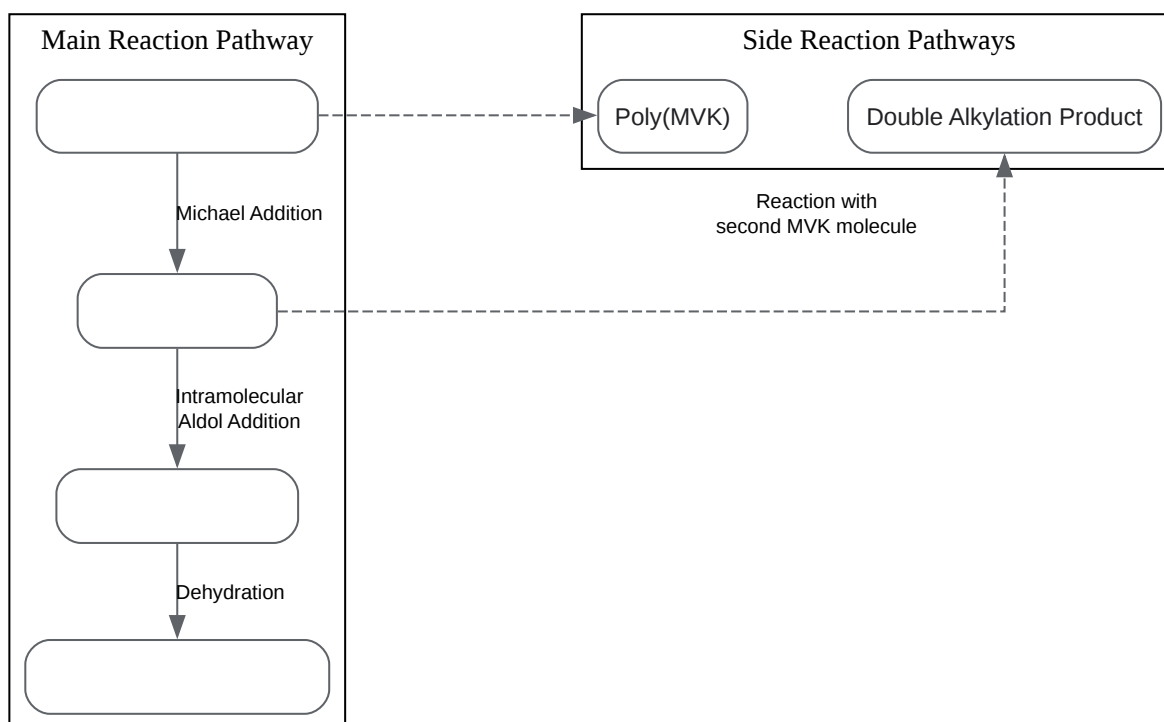 Main Reaction Pathway
Side Reaction Pathways
Poly(MVK)
Double Alkylation Product
Michael Addition
Reaction with
second MVK molecule
Intramolecular
Aldol Addition
Dehydration